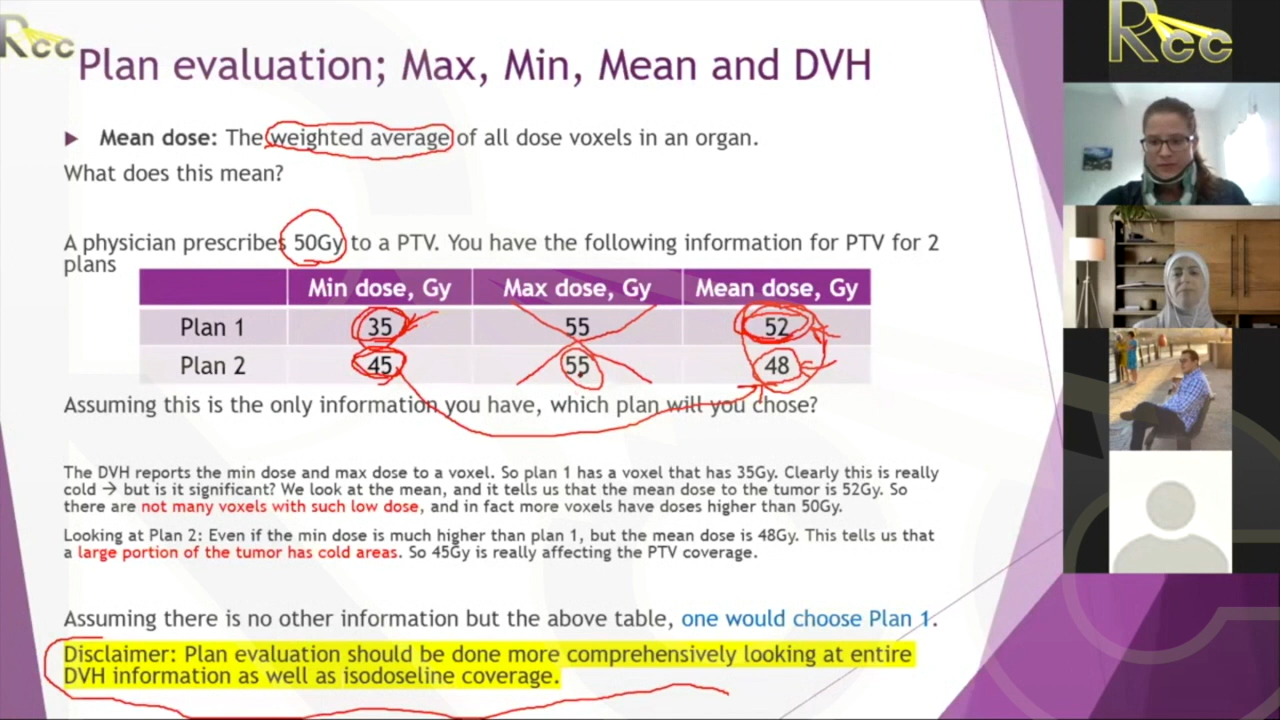 Rcc
Plan evaluation; Max, Min, Mean and DVH
Rcc
Mean dose: The weighted average of all dose voxels in an organ.
What does this mean?
A physician prescribes 50Gy to a PTV. You have the following information for PTV for 2
plans
Min dose, Gy Max dose, Gy Mean dose, Gy
Plan 1 35 55 52
Plan 2 45 55 48
Assuming this is the only information you have, which plan will you chose?
The DVH reports the min dose and max dose to a voxel. So plan 1 has a voxel that has 35Gy. Clearly this is really
cold → but is it significant? We look at the mean, and it tells us that the mean dose to the tumor is 52Gy. So
there are not many voxels with such low dose, and in fact more voxels have doses higher than 50Gy.
Looking at Plan 2: Even if the min dose is much higher than plan 1, but the mean dose is 48Gy. This tells us that
a large portion of the tumor has cold areas. So 45Gy is really affecting the PTV coverage.
Assuming there is no other information but the above table, one would choose Plan 1.
Disclaimer: Plan evaluation should be done more comprehensively looking at entire
DVH information as well as isodoseline coverage.